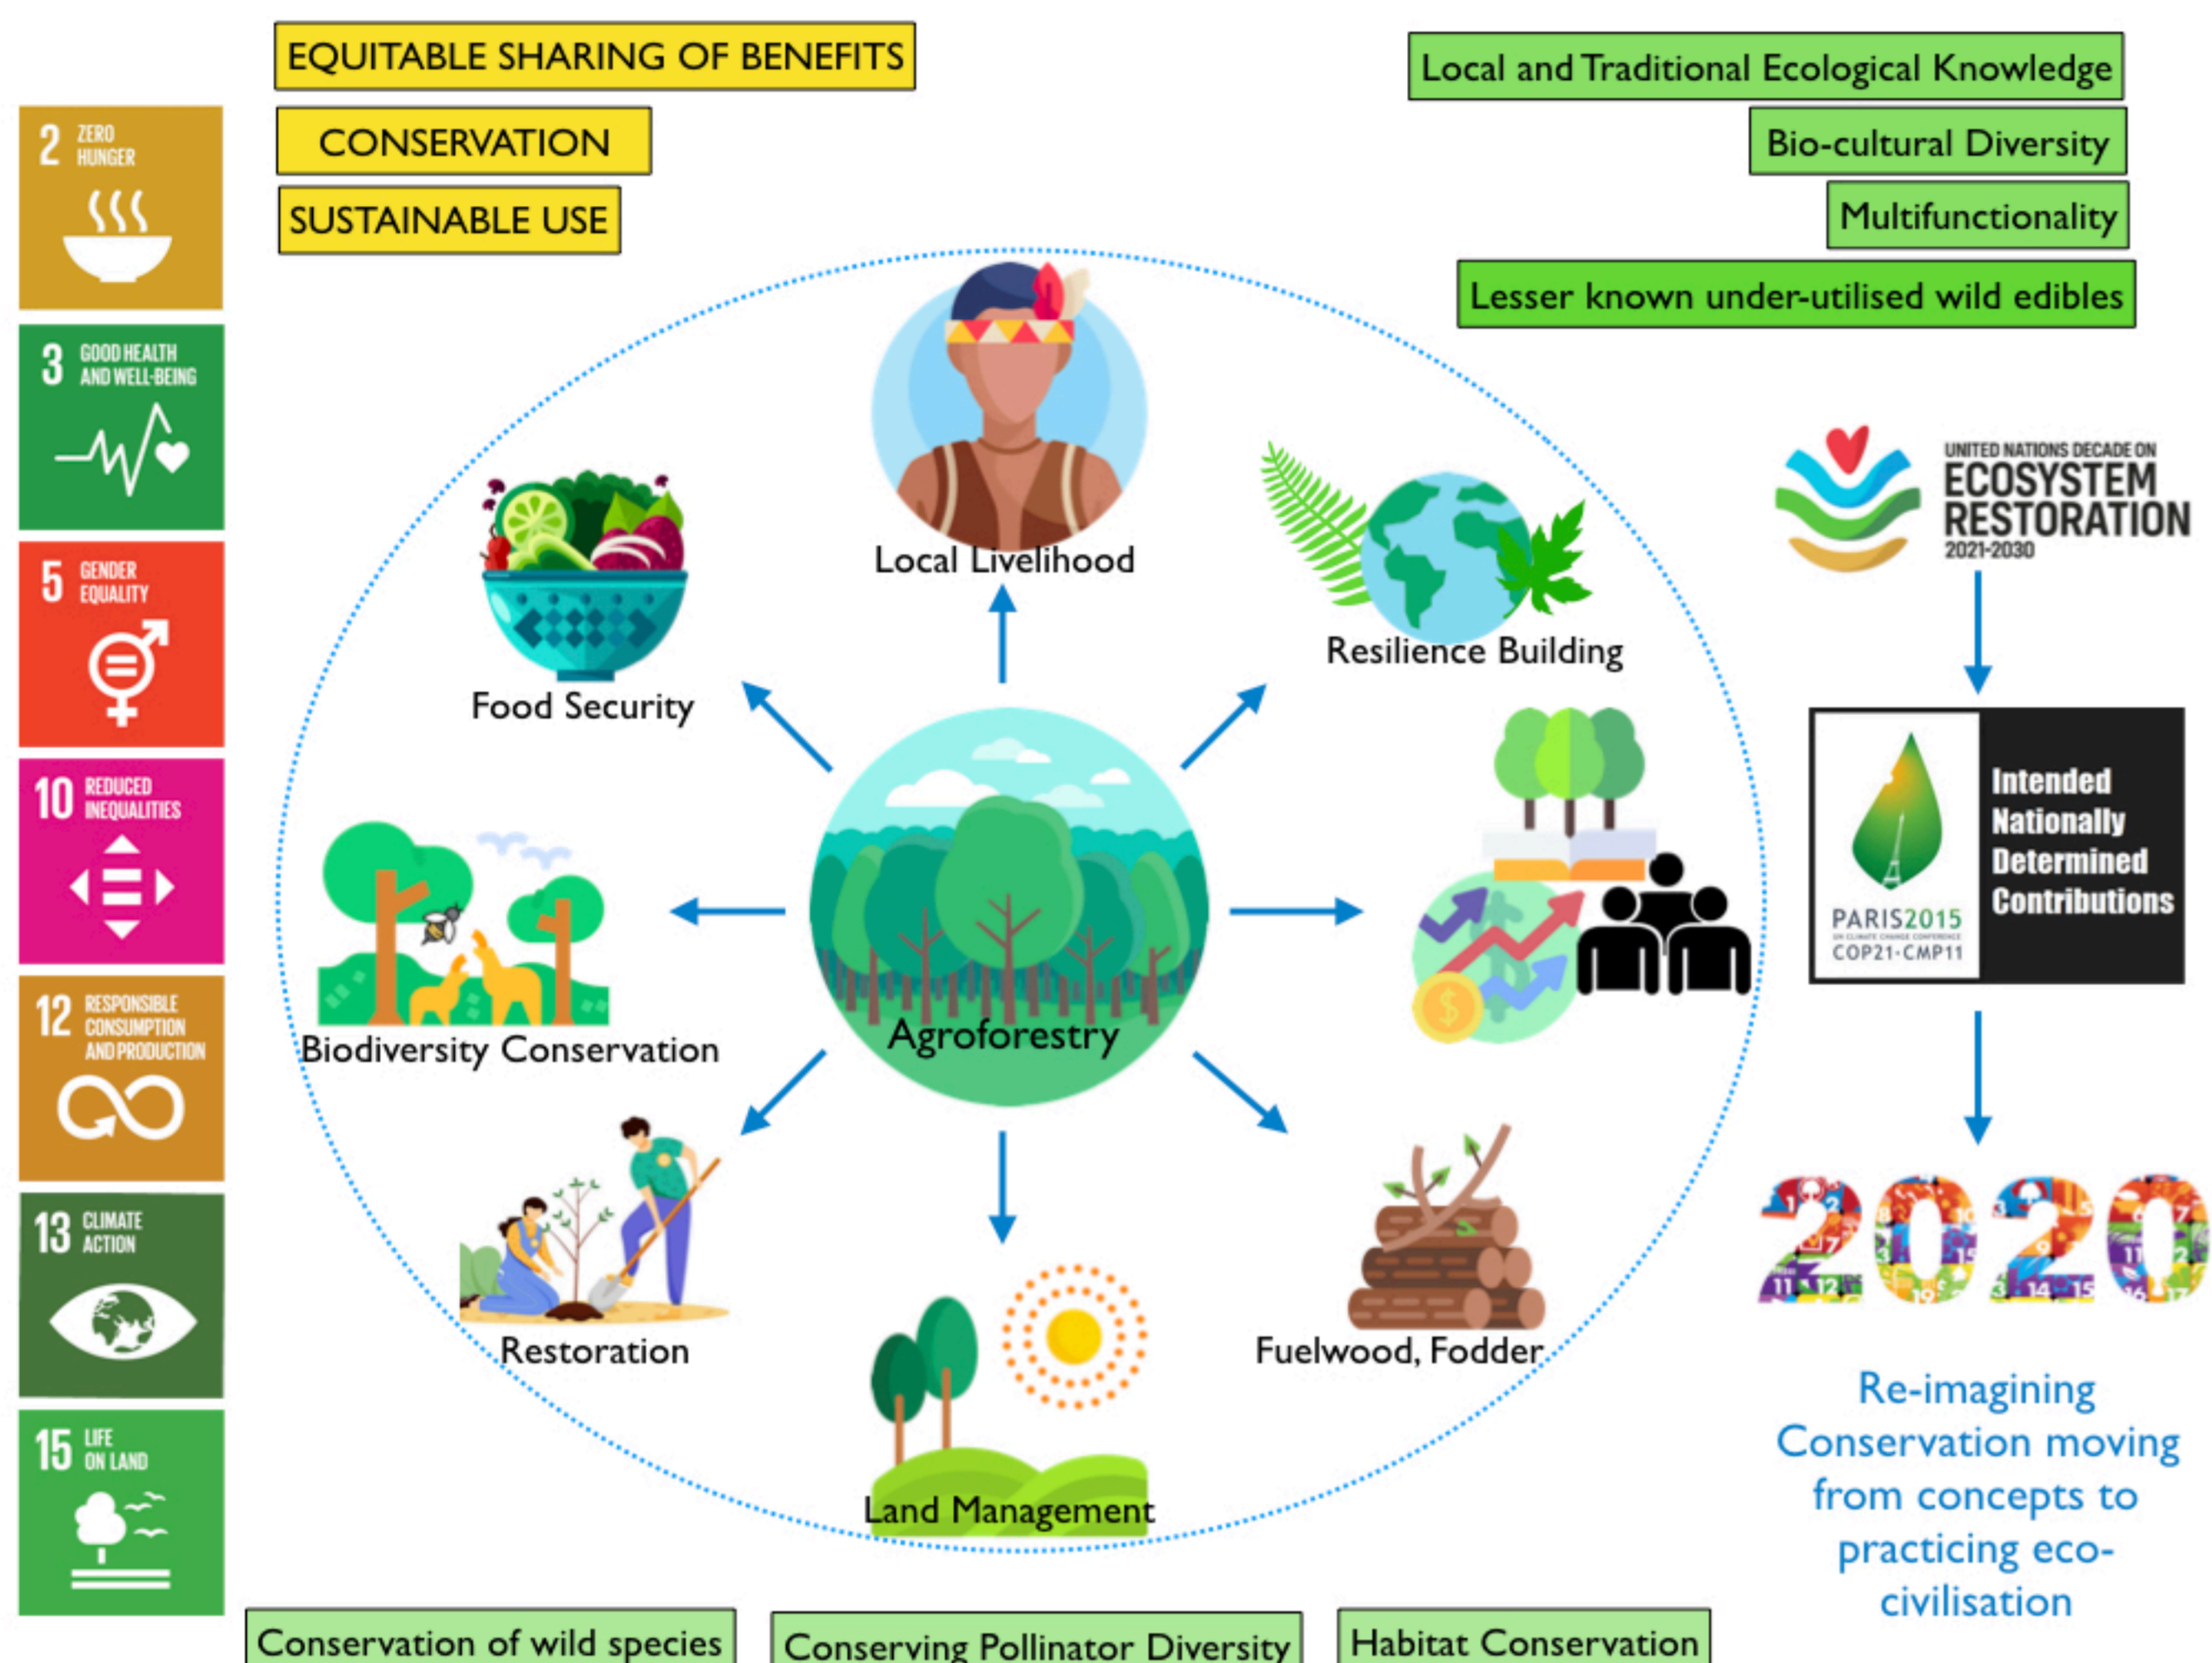 EQUITABLE SHARING OF BENEFITS
CONSERVATION
SUSTAINABLE USE
Local and Traditional Ecological Knowledge
Bio-cultural Diversity
Multifunctionality
Lesser known under-utilised wild edibles
2 ZERO
HUNGER
3 GOOD HEALTH
AND WELL-BEING
5 GENDER
EQUALITY
10 REDUCED
INEQUALITIES
12 RESPONSIBLE
CONSUMPTION
AND PRODUCTION
13 CLIMATE
ACTION
15 LIFE
ON LAND
Local Livelihood
Food Security
Resilience Building
Biodiversity Conservation
Agroforestry
Restoration
Fuelwood, Fodder
Land Management
UNITED NATIONS DECADE ON
ECOSYSTEM
RESTORATION
2021-2030
PARIS2015
UN CLIMATE CHANGE CONFERENCE
COP21-CMP11
Intended
Nationally
Determined
Contributions
2020
Re-imagining
Conservation moving
from concepts to
practicing eco-
civilisation
Conservation of wild species
Conserving Pollinator Diversity
Habitat Conservation